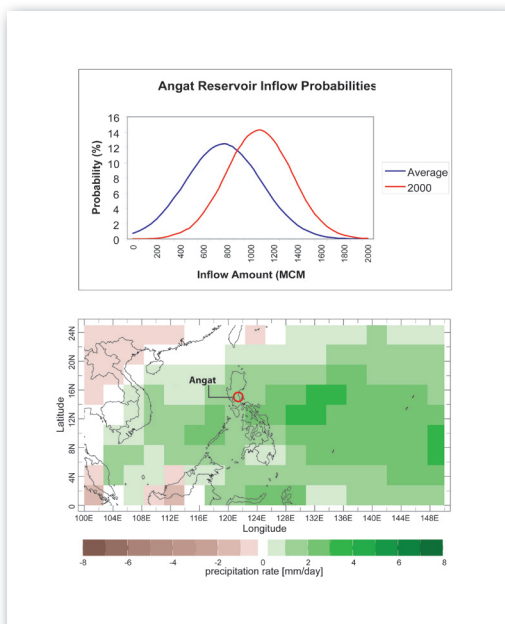 Angat Reservoir Inflow Probabilities
Probability (%)
16
14
12
10
8
6
4
2
0
0 200 400 600 800 1000 1200 1400 1600 1800 2000
Inflow Amount (MCM
Average
2000
Latitude
24N
20N
16N
12N
8N
4N
0
Angat
100E 104E 108E 112E 116E 120E 124E 128E 132E 136E 140E 144E 148E
Longitude
-8 -6 -4 -2 0 2 4 6 8
precipitation rate [mm/day]